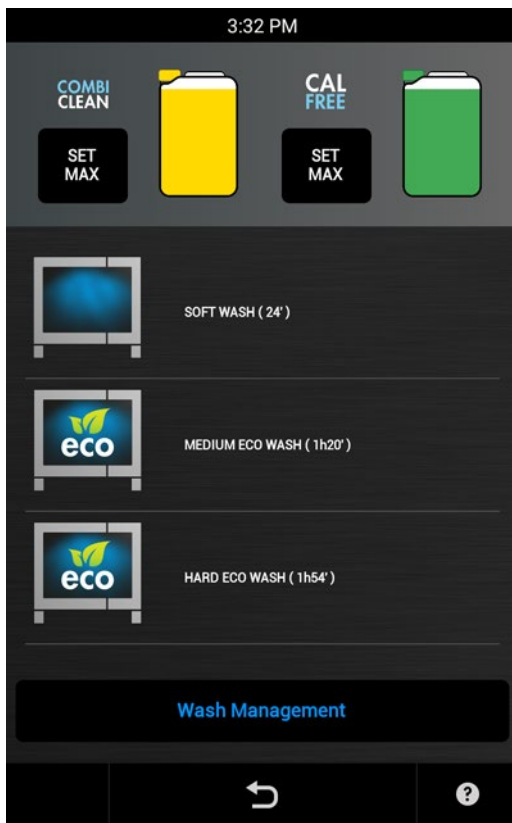 3:32 PM
COMBI
CLEAN
SET
MAX
CAL
FREE
SET
MAX
SOFT WASH ( 24' )
eco
MEDIUM ECO WASH ( 1h20' )
eco
HARD ECO WASH ( 1h54' )
Wash Management
?